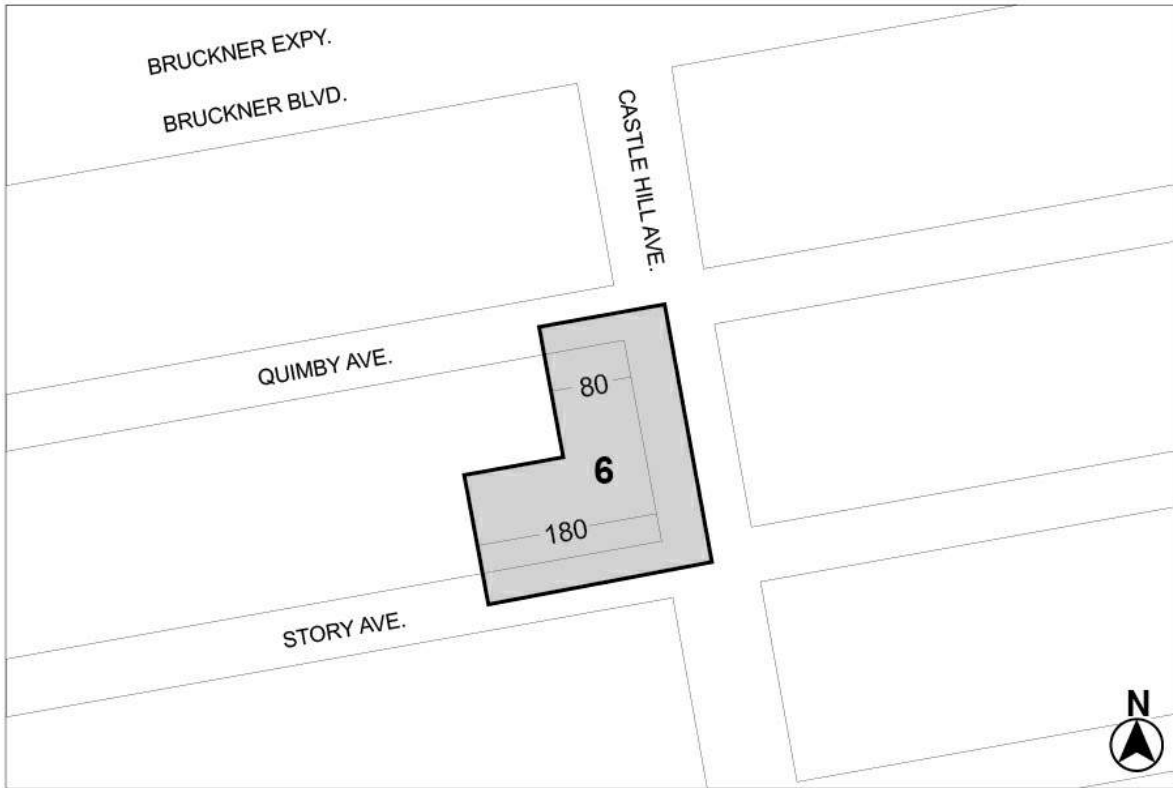 BRUCKNER EXPY.
BRUCKNER BLVD.
CASTLE HILL AVE.
QUIMBY AVE.
80
6
180
STORY AVE.
N